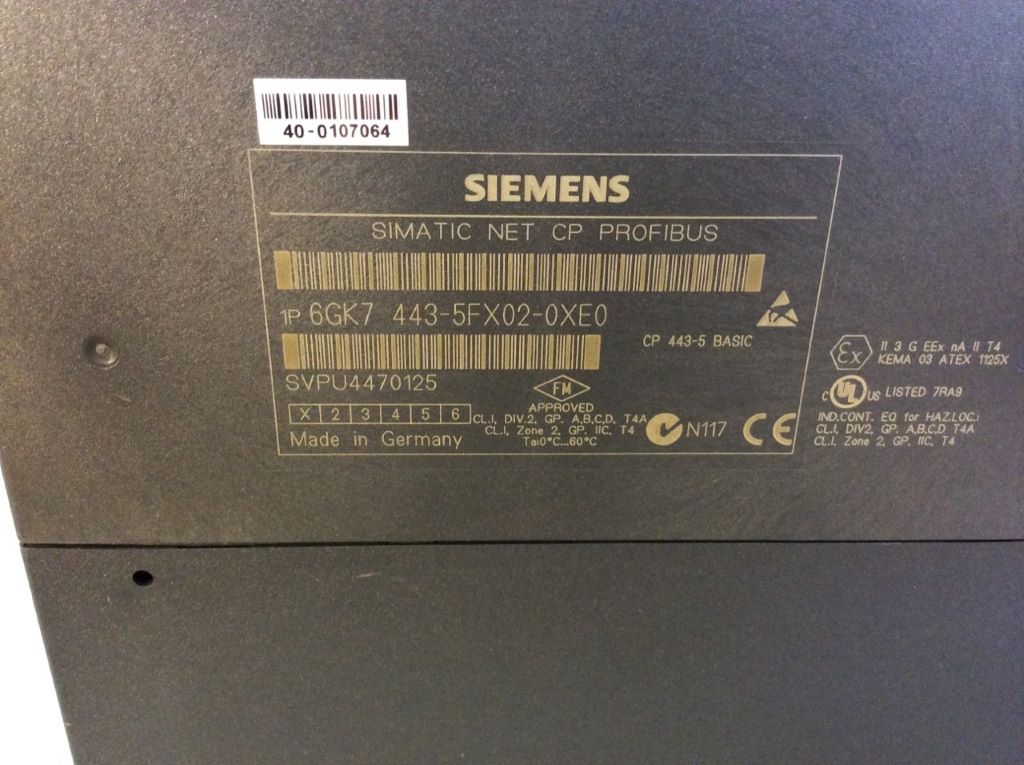 40-0107064
SIEMENS
SIMATIC NET CP PROFIBUS
1P 6GK7 443-5FX02-0XE0
CP 443-5 BASIC
SVPU4470125
X 2 3 4 5 6
Made in Germany
FM
APPROVED
CL.I, DIV.2, GP. A,B,C,D, T4A
CL.I, Zone 2, GP. IIC, T4
Ta:0°C...60°C
N117
CE
Ex
II 3 G EEx nA II T4
KEMA 03 ATEX 1125X
c UL us LISTED 7RA9
IND.CONT. EQ for HAZ.LOC.:
CL.I, DIV2, GP. A,B,C,D T4A
CL.I, Zone 2, GP. IIC, T4